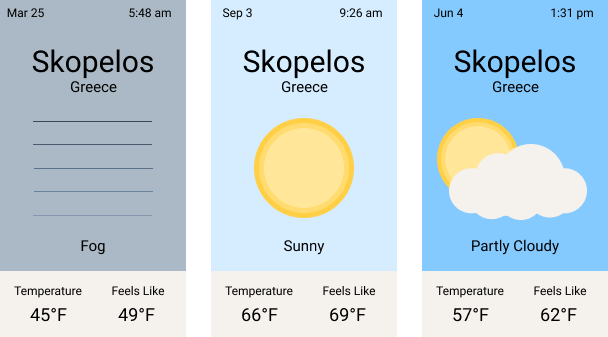 Mar 25 5:48 am
Skopelos
Greece
Fog
Temperature Feels Like
45°F 49°F
Sep 3 9:26 am
Skopelos
Greece
Sunny
Temperature Feels Like
66°F 69°F
Jun 4 1:31 pm
Skopelos
Greece
Partly Cloudy
Temperature Feels Like
57°F 62°F